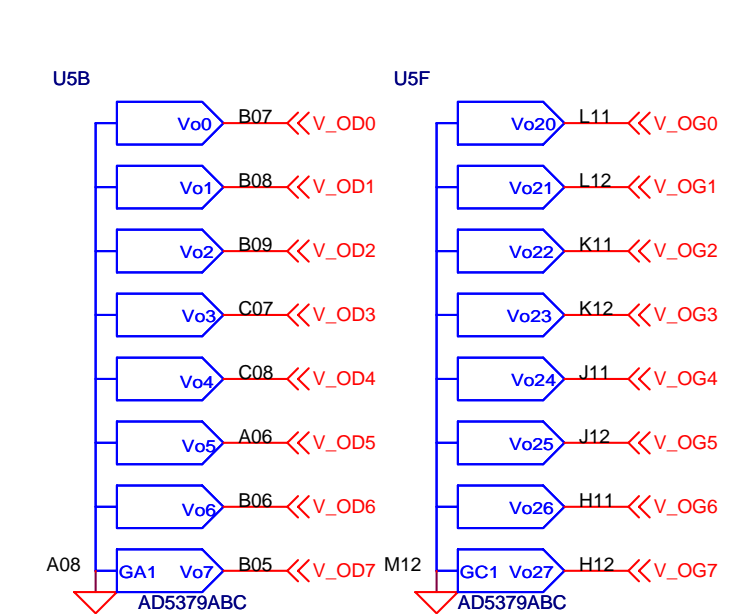 U5B U5F
Vo0 B07 V_OD0 Vo20 L11 V_OG0
Vo1 B08 V_OD1 Vo21 L12 V_OG1
Vo2 B09 V_OD2 Vo22 K11 V_OG2
Vo3 C07 V_OD3 Vo23 K12 V_OG3
Vo4 C08 V_OD4 Vo24 J11 V_OG4
Vo5 A06 V_OD5 Vo25 J12 V_OG5
Vo6 B06 V_OD6 Vo26 H11 V_OG6
A08 GA1 Vo7 B05 V_OD7 M12 GC1 Vo27 H12 V_OG7
AD5379ABC AD5379ABC